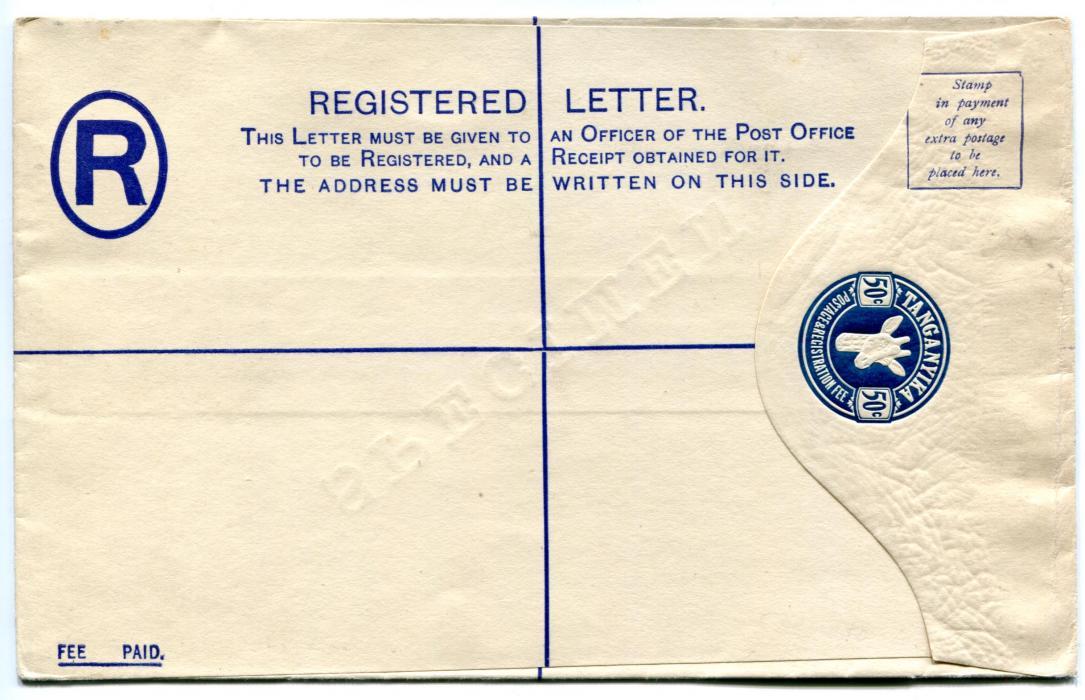 R
REGISTERED LETTER.
THIS LETTER MUST BE GIVEN TO AN OFFICER OF THE POST OFFICE
TO BE REGISTERED, AND A RECEIPT OBTAINED FOR IT.
THE ADDRESS MUST BE WRITTEN ON THIS SIDE.
Stamp
in payment
of any
extra postage
to be
placed here.
SPECIMEN
TANGANYIKA
50c
POSTAGE&REGISTRATION FEE
50c
FEE PAID.